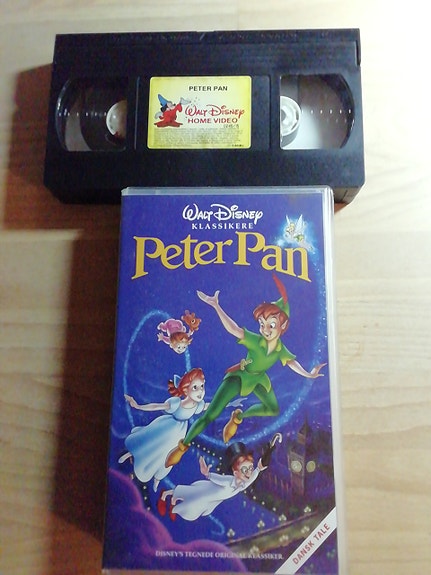 PETER PAN
WALT DISNEY
HOME VIDEO
WALT DISNEY
KLASSIKERE
PETER PAN
DISNEY'S TEGNEDE ORIGINAL KLASSIKER.
DANSK TALE